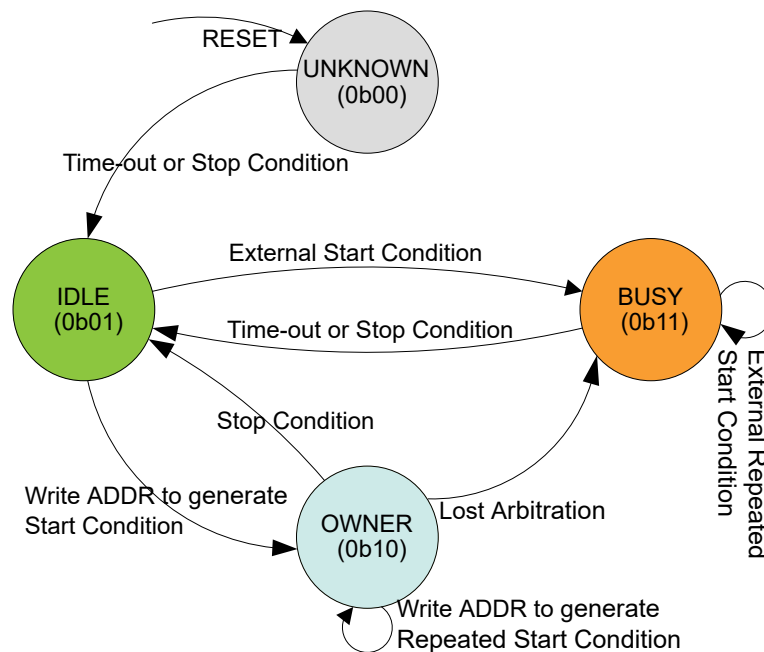 RESET
UNKNOWN
(0b00)
Time-out or Stop Condition
External Start Condition
IDLE
(0b01)
BUSY
(0b11)
Time-out or Stop Condition
External Repeated
Start Condition
Stop Condition
Write ADDR to generate
Start Condition
Lost Arbitration
OWNER
(0b10)
Write ADDR to generate
Repeated Start Condition